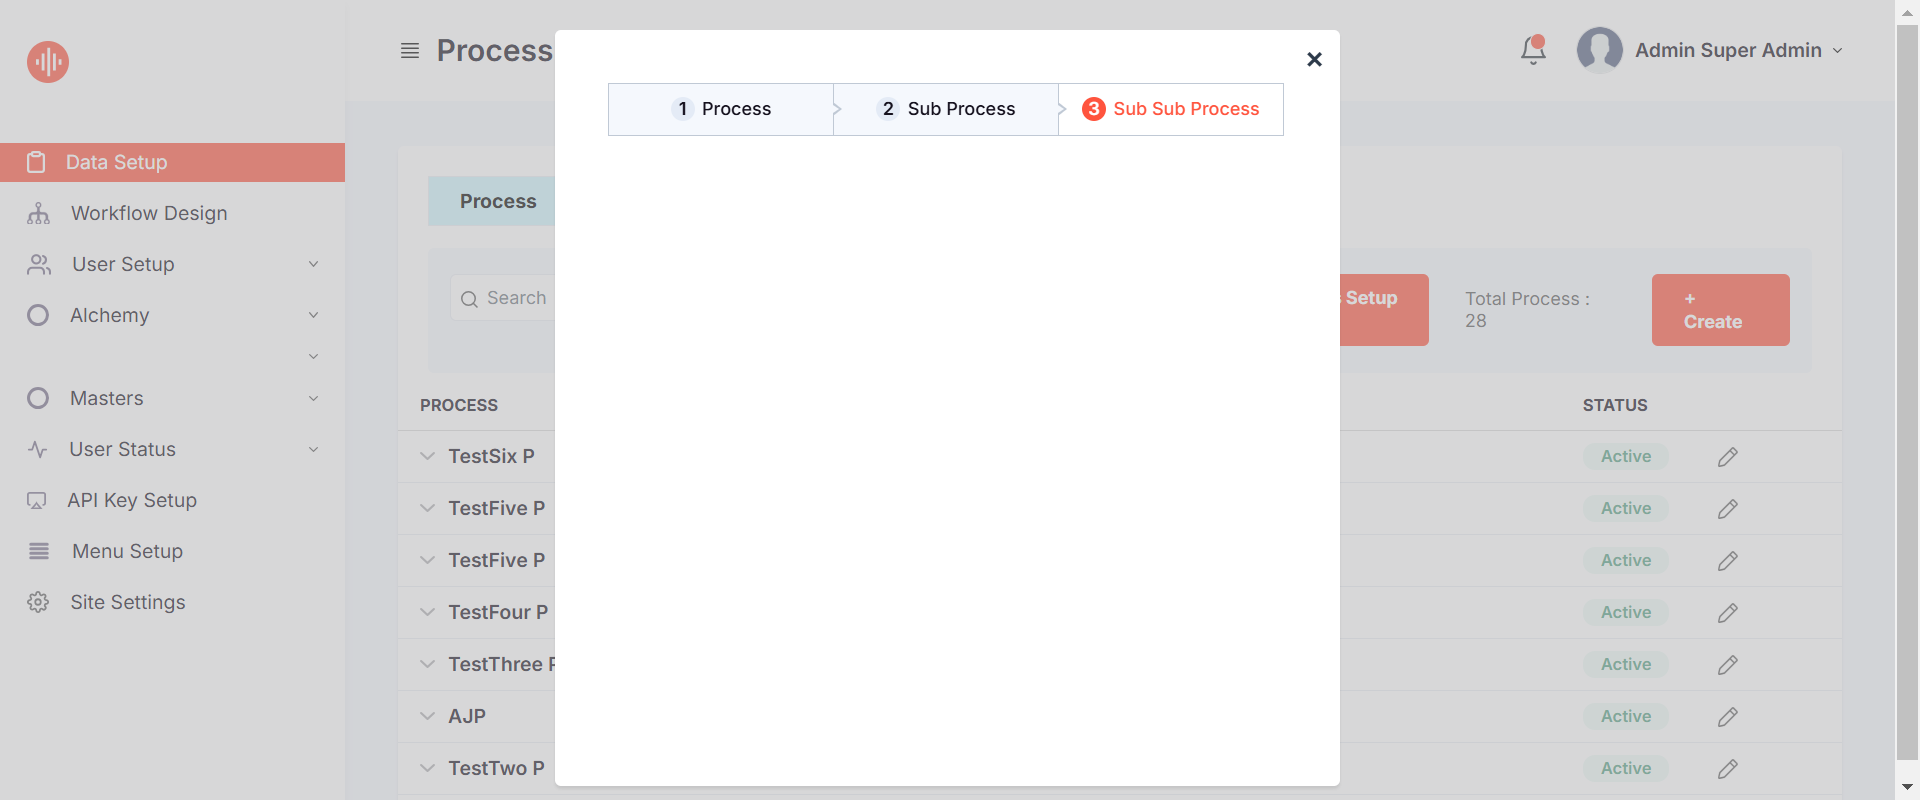 Process
Admin Super Admin
1 Process
2 Sub Process
3 Sub Sub Process
Data Setup
Workflow Design
User Setup
Alchemy
Masters
User Status
API Key Setup
Menu Setup
Site Settings
Process
Search
Setup
Total Process :
28
+
Create
PROCESS
STATUS
TestSix P
Active
TestFive P
Active
TestFive P
Active
TestFour P
Active
TestThree P
Active
AJP
Active
TestTwo P
Active